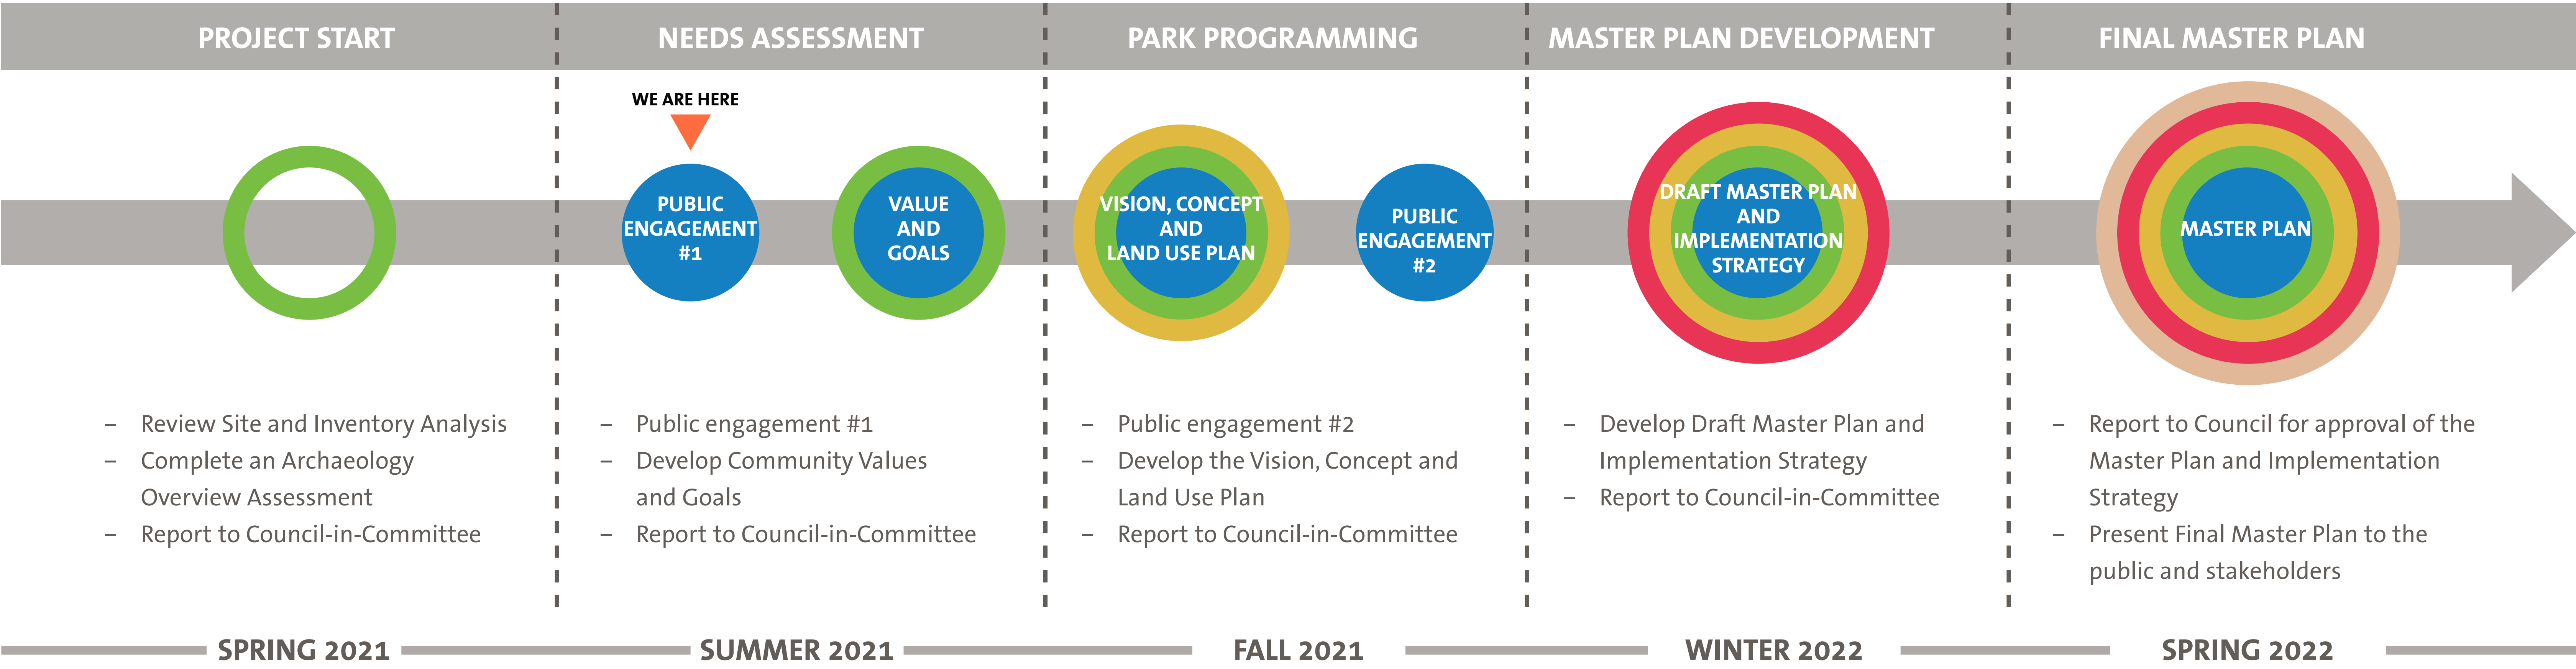 PROJECT START
NEEDS ASSESSMENT
PARK PROGRAMMING
MASTER PLAN DEVELOPMENT
FINAL MASTER PLAN
WE ARE HERE
PUBLIC
ENGAGEMENT
#1
VALUE
AND
GOALS
VISION, CONCEPT
AND
LAND USE PLAN
PUBLIC
ENGAGEMENT
#2
DRAFT MASTER PLAN
AND
IMPLEMENTATION
STRATEGY
MASTER PLAN
– Review Site and Inventory Analysis
– Complete an Archaeology
Overview Assessment
– Report to Council-in-Committee
– Public engagement #1
– Develop Community Values
and Goals
– Report to Council-in-Committee
– Public engagement #2
– Develop the Vision, Concept and
Land Use Plan
– Report to Council-in-Committee
– Develop Draft Master Plan and
Implementation Strategy
– Report to Council-in-Committee
– Report to Council for approval of the
Master Plan and Implementation
Strategy
– Present Final Master Plan to the
public and stakeholders
SPRING 2021
SUMMER 2021
FALL 2021
WINTER 2022
SPRING 2022